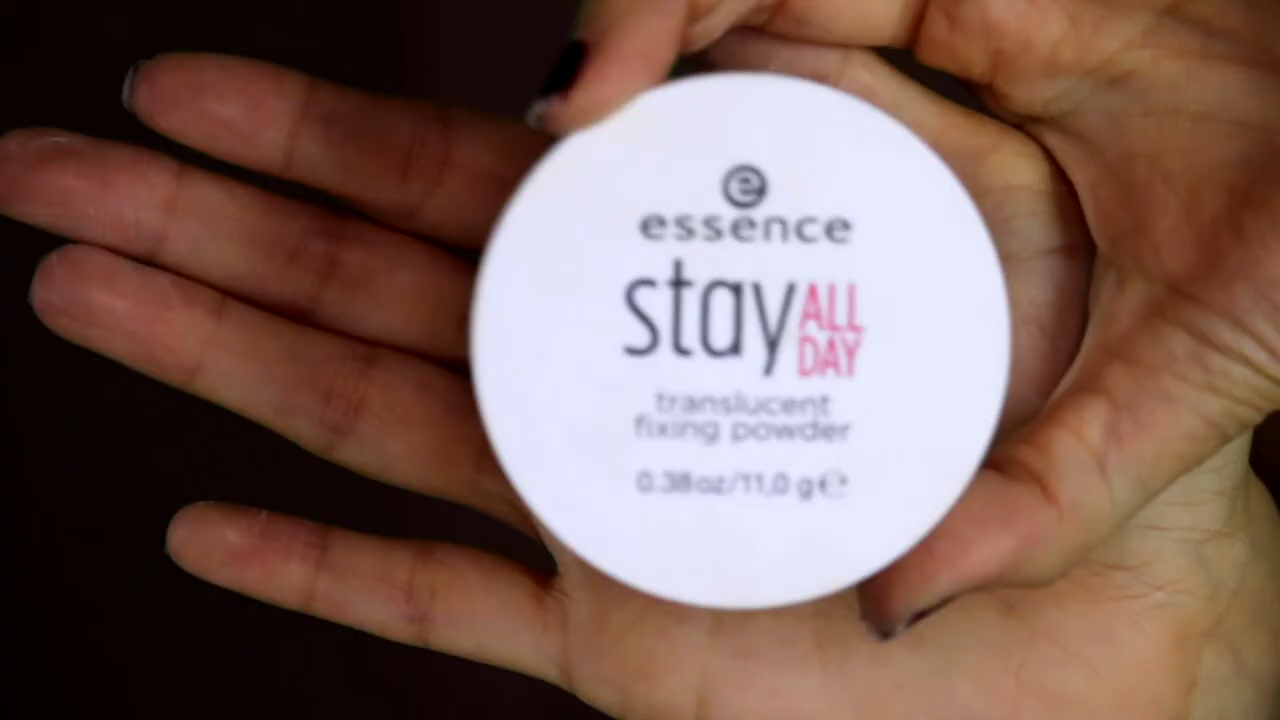 e
essence
stay ALL DAY
translucent
fixing powder
0.38oz/11,0 g ℮